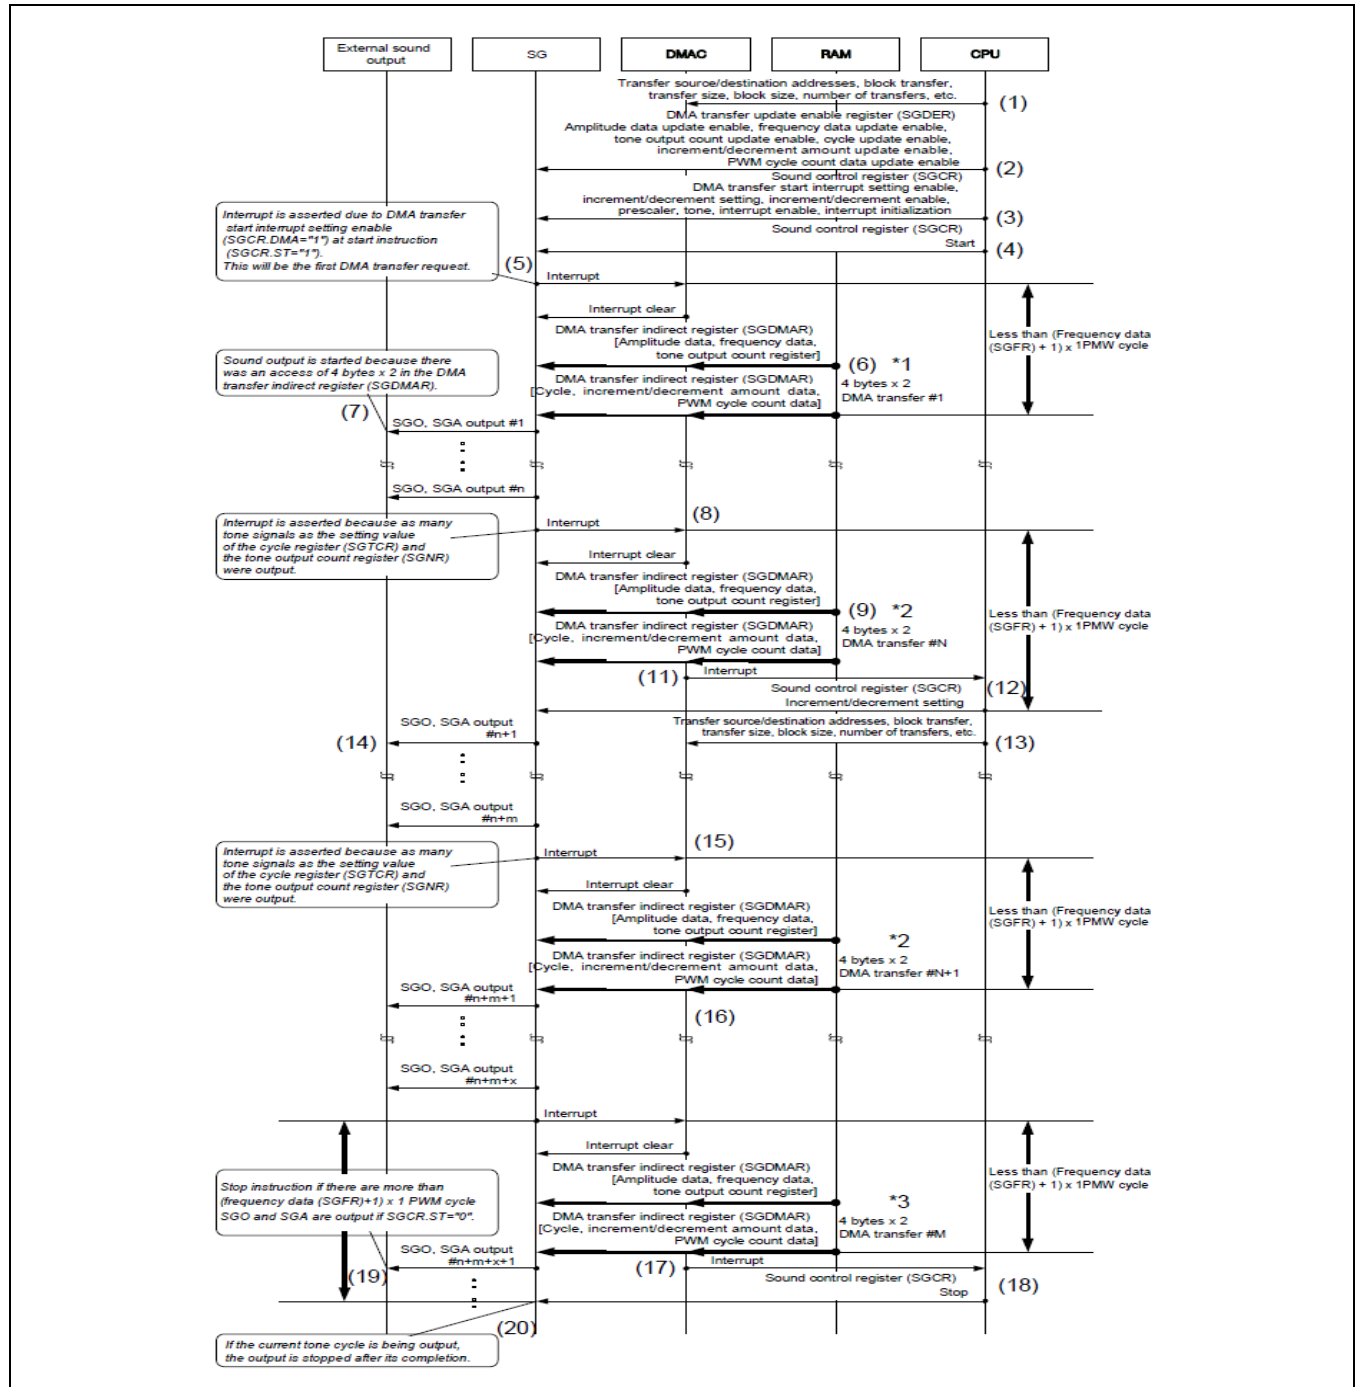 External sound
output
SG
DMAC
RAM
CPU
Transfer source/destination addresses, block transfer,
transfer size, block size, number of transfers, etc.
(1)
DMA transfer update enable register (SGDER)
Amplitude data update enable, frequency data update enable,
tone output count update enable, cycle update enable,
increment/decrement amount update enable,
PWM cycle count data update enable
(2)
Sound control register (SGCR)
DMA transfer start interrupt setting enable,
increment/decrement setting, increment/decrement enable,
prescaler, tone, interrupt enable, interrupt initialization
(3)
Sound control register (SGCR)
Start
(4)
Interrupt is asserted due to DMA transfer
start interrupt setting enable
(SGCR.DMA="1") at start instruction
(SGCR.ST="1").
This will be the first DMA transfer request.
(5)
Interrupt
Interrupt clear
DMA transfer indirect register (SGDMAR)
[Amplitude data, frequency data,
tone output count register]
(6) *1
4 bytes x 2
DMA transfer #1
Less than (Frequency data
(SGFR) + 1) x 1PMW cycle
DMA transfer indirect register (SGDMAR)
[Cycle, increment/decrement amount data,
PWM cycle count data]
Sound output is started because there
was an access of 4 bytes x 2 in the DMA
transfer indirect register (SGDMAR).
(7)
SGO, SGA output #1
SGO, SGA output #n
Interrupt is asserted because as many
tone signals as the setting value
of the cycle register (SGTCR) and
the tone output count register (SGNR)
were output.
Interrupt
(8)
Interrupt clear
DMA transfer indirect register (SGDMAR)
[Amplitude data, frequency data,
tone output count register]
(9) *2
4 bytes x 2
DMA transfer #N
Less than (Frequency data
(SGFR) + 1) x 1PMW cycle
DMA transfer indirect register (SGDMAR)
[Cycle, increment/decrement amount data,
PWM cycle count data]
(11)
Interrupt
Sound control register (SGCR)
Increment/decrement setting
(12)
SGO, SGA output
#n+1
(14)
Transfer source/destination addresses, block transfer,
transfer size, block size, number of transfers, etc.
(13)
SGO, SGA output
#n+m
Interrupt is asserted because as many
tone signals as the setting value
of the cycle register (SGTCR) and
the tone output count register (SGNR)
were output.
Interrupt
(15)
Interrupt clear
DMA transfer indirect register (SGDMAR)
[Amplitude data, frequency data,
tone output count register]
*2
4 bytes x 2
DMA transfer #N+1
Less than (Frequency data
(SGFR) + 1) x 1PMW cycle
DMA transfer indirect register (SGDMAR)
[Cycle, increment/decrement amount data,
PWM cycle count data]
SGO, SGA output
#n+m+1
(16)
SGO, SGA output
#n+m+x
Interrupt
Interrupt clear
DMA transfer indirect register (SGDMAR)
[Amplitude data, frequency data,
tone output count register]
*3
4 bytes x 2
DMA transfer #M
Less than (Frequency data
(SGFR) + 1) x 1PMW cycle
Stop instruction if there are more than
(frequency data (SGFR)+1) x 1 PWM cycle
SGO and SGA are output if SGCR.ST="0".
DMA transfer indirect register (SGDMAR)
[Cycle, increment/decrement amount data,
PWM cycle count data]
SGO, SGA output
#n+m+x+1
(19)
(17)
Interrupt
Sound control register (SGCR)
Stop
(18)
(20)
If the current tone cycle is being output,
the output is stopped after its completion.